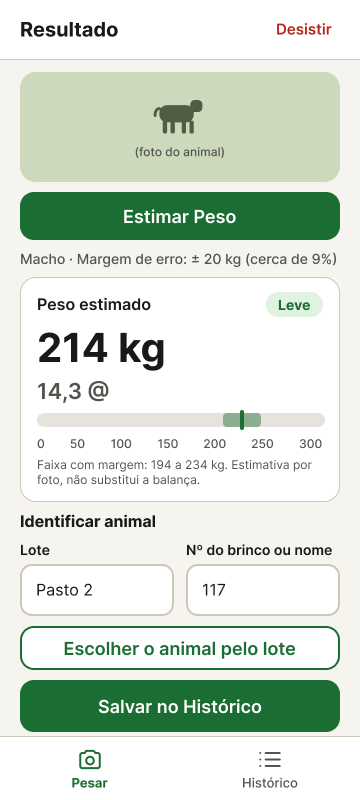 Resultado
Desistir
(foto do animal)
Estimar Peso
Macho · Margem de erro: ± 20 kg (cerca de 9%)
Peso estimado
Leve
214 kg
14,3 @
0 50 100 150 200 250 300
Faixa com margem: 194 a 234 kg. Estimativa por
foto, não substitui a balança.
Identificar animal
Lote
Nº do brinco ou nome
Pasto 2
117
Escolher o animal pelo lote
Salvar no Histórico
Pesar
Histórico